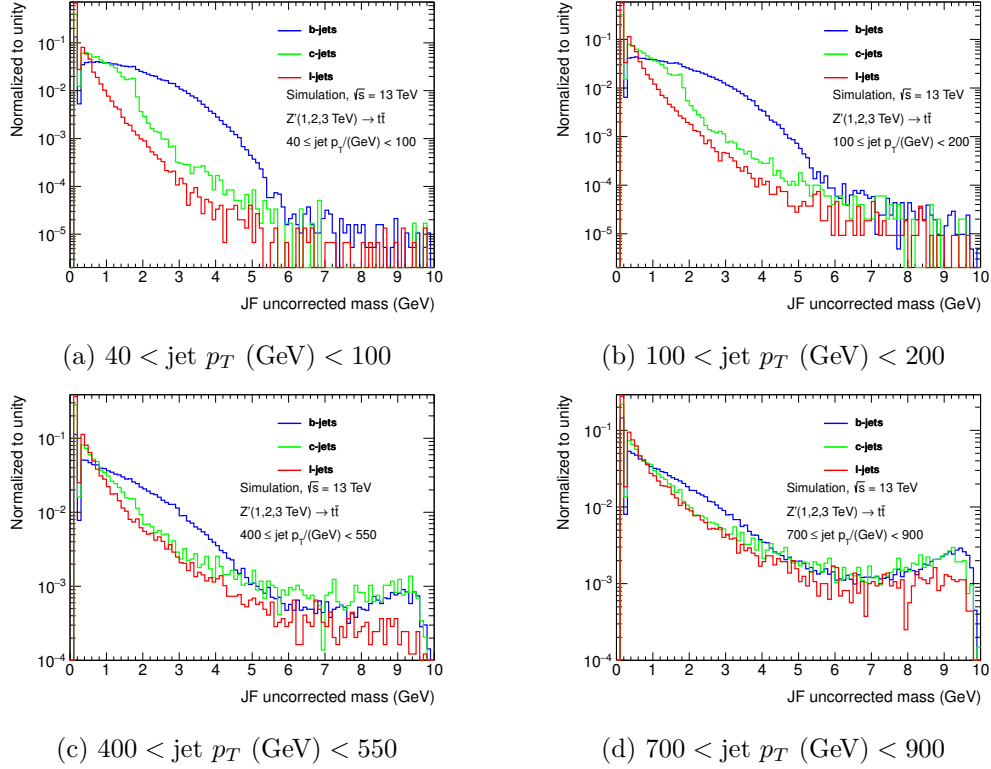 Normalized to unity
10⁻¹
10⁻²
10⁻³
10⁻⁴
10⁻⁵
b-jets
c-jets
l-jets
Simulation, √s = 13 TeV
Z'(1,2,3 TeV) → tt̄
40 ≤ jet p_T/(GeV) < 100
0 1 2 3 4 5 6 7 8 9 10
JF uncorrected mass (GeV)
(a) 40 < jet p_T (GeV) < 100
Normalized to unity
10⁻¹
10⁻²
10⁻³
10⁻⁴
10⁻⁵
b-jets
c-jets
l-jets
Simulation, √s = 13 TeV
Z'(1,2,3 TeV) → tt̄
100 ≤ jet p_T/(GeV) < 200
0 1 2 3 4 5 6 7 8 9 10
JF uncorrected mass (GeV)
(b) 100 < jet p_T (GeV) < 200
Normalized to unity
10⁻¹
10⁻²
10⁻³
10⁻⁴
b-jets
c-jets
l-jets
Simulation, √s = 13 TeV
Z'(1,2,3 TeV) → tt̄
400 ≤ jet p_T/(GeV) < 550
0 1 2 3 4 5 6 7 8 9 10
JF uncorrected mass (GeV)
(c) 400 < jet p_T (GeV) < 550
Normalized to unity
10⁻¹
10⁻²
10⁻³
10⁻⁴
b-jets
c-jets
l-jets
Simulation, √s = 13 TeV
Z'(1,2,3 TeV) → tt̄
700 ≤ jet p_T/(GeV) < 900
0 1 2 3 4 5 6 7 8 9 10
JF uncorrected mass (GeV)
(d) 700 < jet p_T (GeV) < 900